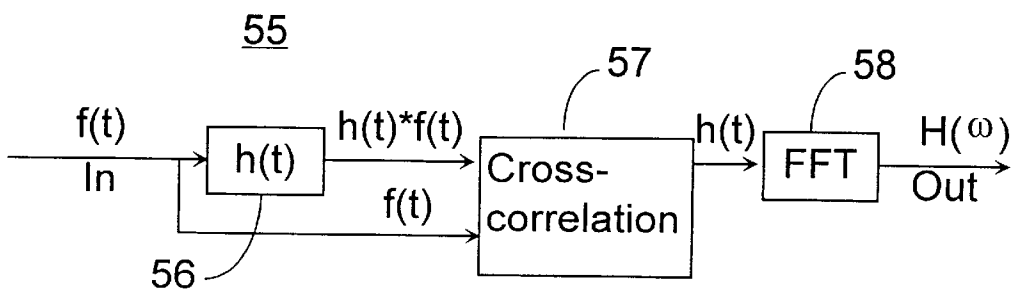 55
57
58
f(t)
In
h(t)
h(t)*f(t)
f(t)
Cross-
correlation
h(t)
FFT
H(ω)
Out
56